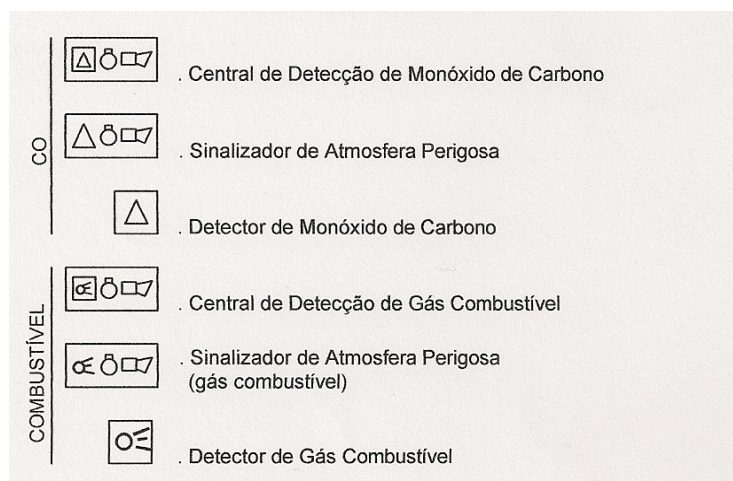 CO
. Central de Detecção de Monóxido de Carbono
. Sinalizador de Atmosfera Perigosa
. Detector de Monóxido de Carbono
COMBUSTÍVEL
. Central de Detecção de Gás Combustível
. Sinalizador de Atmosfera Perigosa
(gás combustível)
. Detector de Gás Combustível